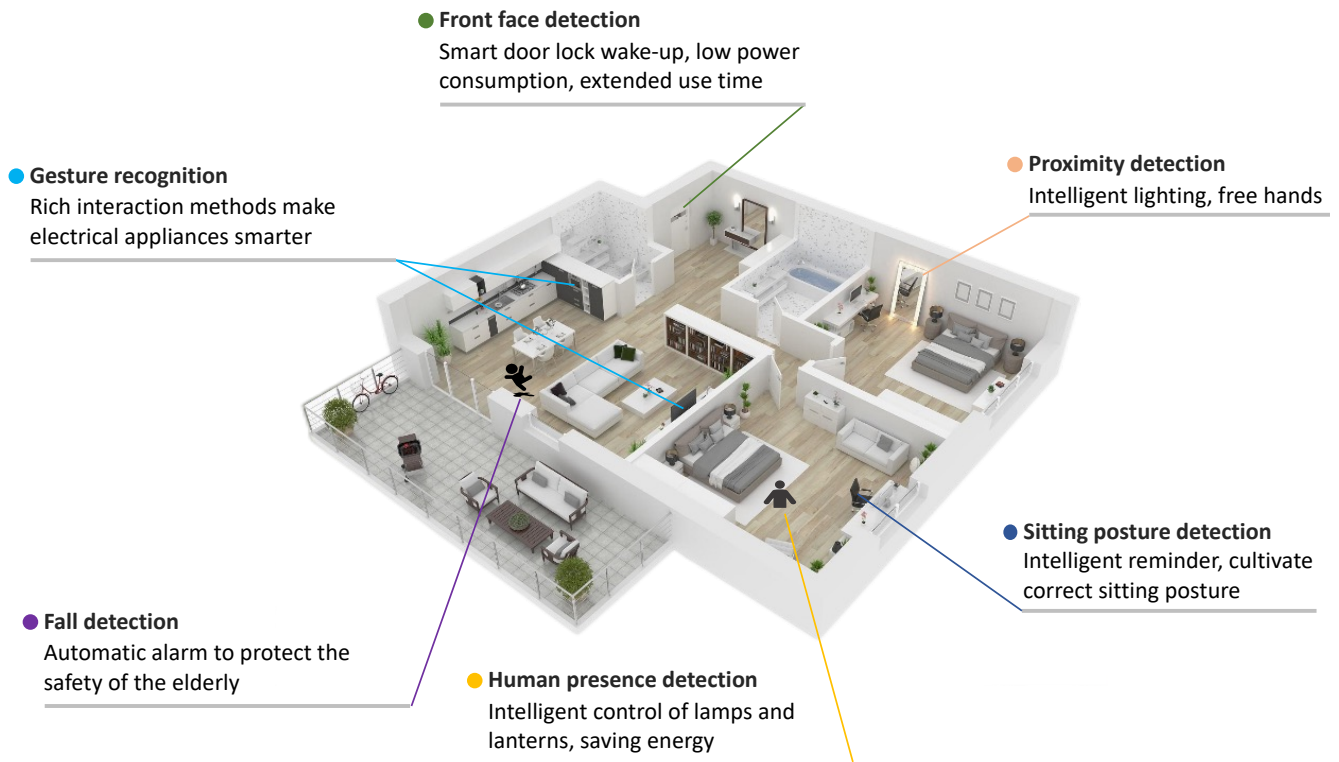 Front face detection
Smart door lock wake-up, low power
consumption, extended use time
Gesture recognition
Rich interaction methods make
electrical appliances smarter
Proximity detection
Intelligent lighting, free hands
Sitting posture detection
Intelligent reminder, cultivate
correct sitting posture
Fall detection
Automatic alarm to protect the
safety of the elderly
Human presence detection
Intelligent control of lamps and
lanterns, saving energy